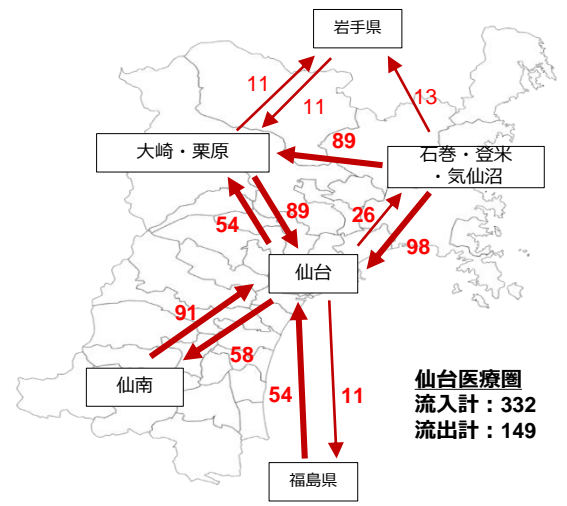 岩手県
11
11
13
大崎・栗原
89
石巻・登米
・気仙沼
54
89
26
98
仙台
91
58
仙南
54
11
仙台医療圏
流入計：332
流出計：149
福島県